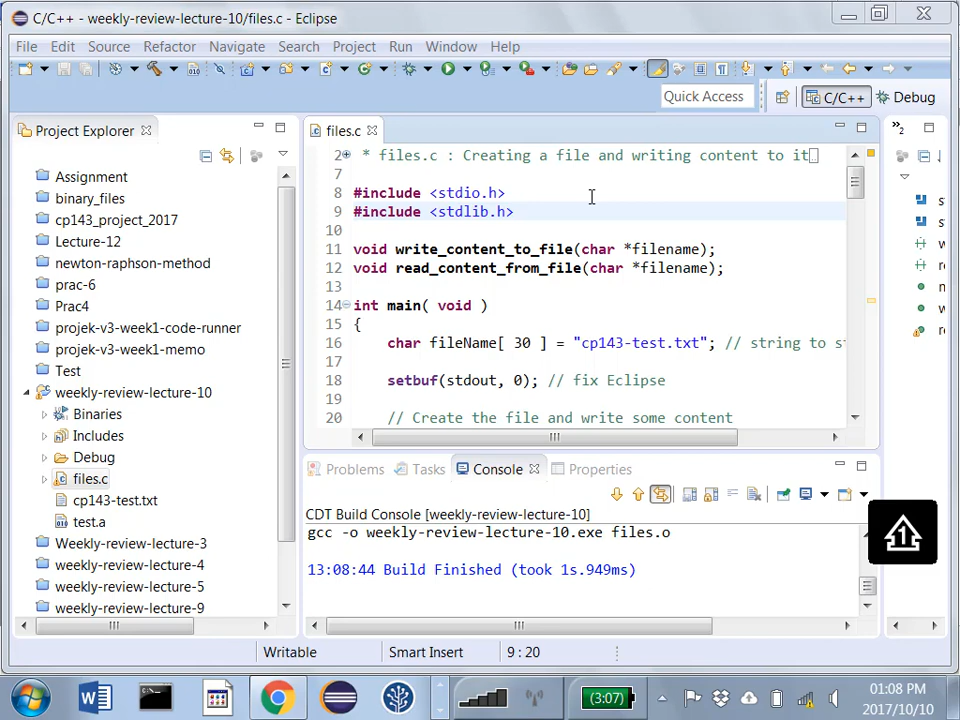 C/C++ - weekly-review-lecture-10/files.c - Eclipse
File Edit Source Refactor Navigate Search Project Run Window Help
Quick Access
C/C++
Debug
Project Explorer
Assignment
binary_files
cp143_project_2017
Lecture-12
newton-raphson-method
prac-6
Prac4
projek-v3-week1-code-runner
projek-v3-week1-memo
Test
weekly-review-lecture-10
Binaries
Includes
Debug
files.c
cp143-test.txt
test.a
Weekly-review-lecture-3
weekly-review-lecture-4
weekly-review-lecture-5
weekly-review-lecture-9
files.c
2 * files.c : Creating a file and writing content to it
7
8 #include <stdio.h>
9 #include <stdlib.h>
10
11 void write_content_to_file(char *filename);
12 void read_content_from_file(char *filename);
13
14 int main( void )
15 {
16 char fileName[ 30 ] = "cp143-test.txt"; // string to s
17
18 setbuf(stdout, 0); // fix Eclipse
19
20 // Create the file and write some content
»2
s
s
w
r
n
w
r
Problems Tasks Console Properties
CDT Build Console [weekly-review-lecture-10]
gcc -o weekly-review-lecture-10.exe files.o
13:08:44 Build Finished (took 1s.949ms)
1
Writable Smart Insert 9 : 20
(3:07)
01:08 PM
2017/10/10